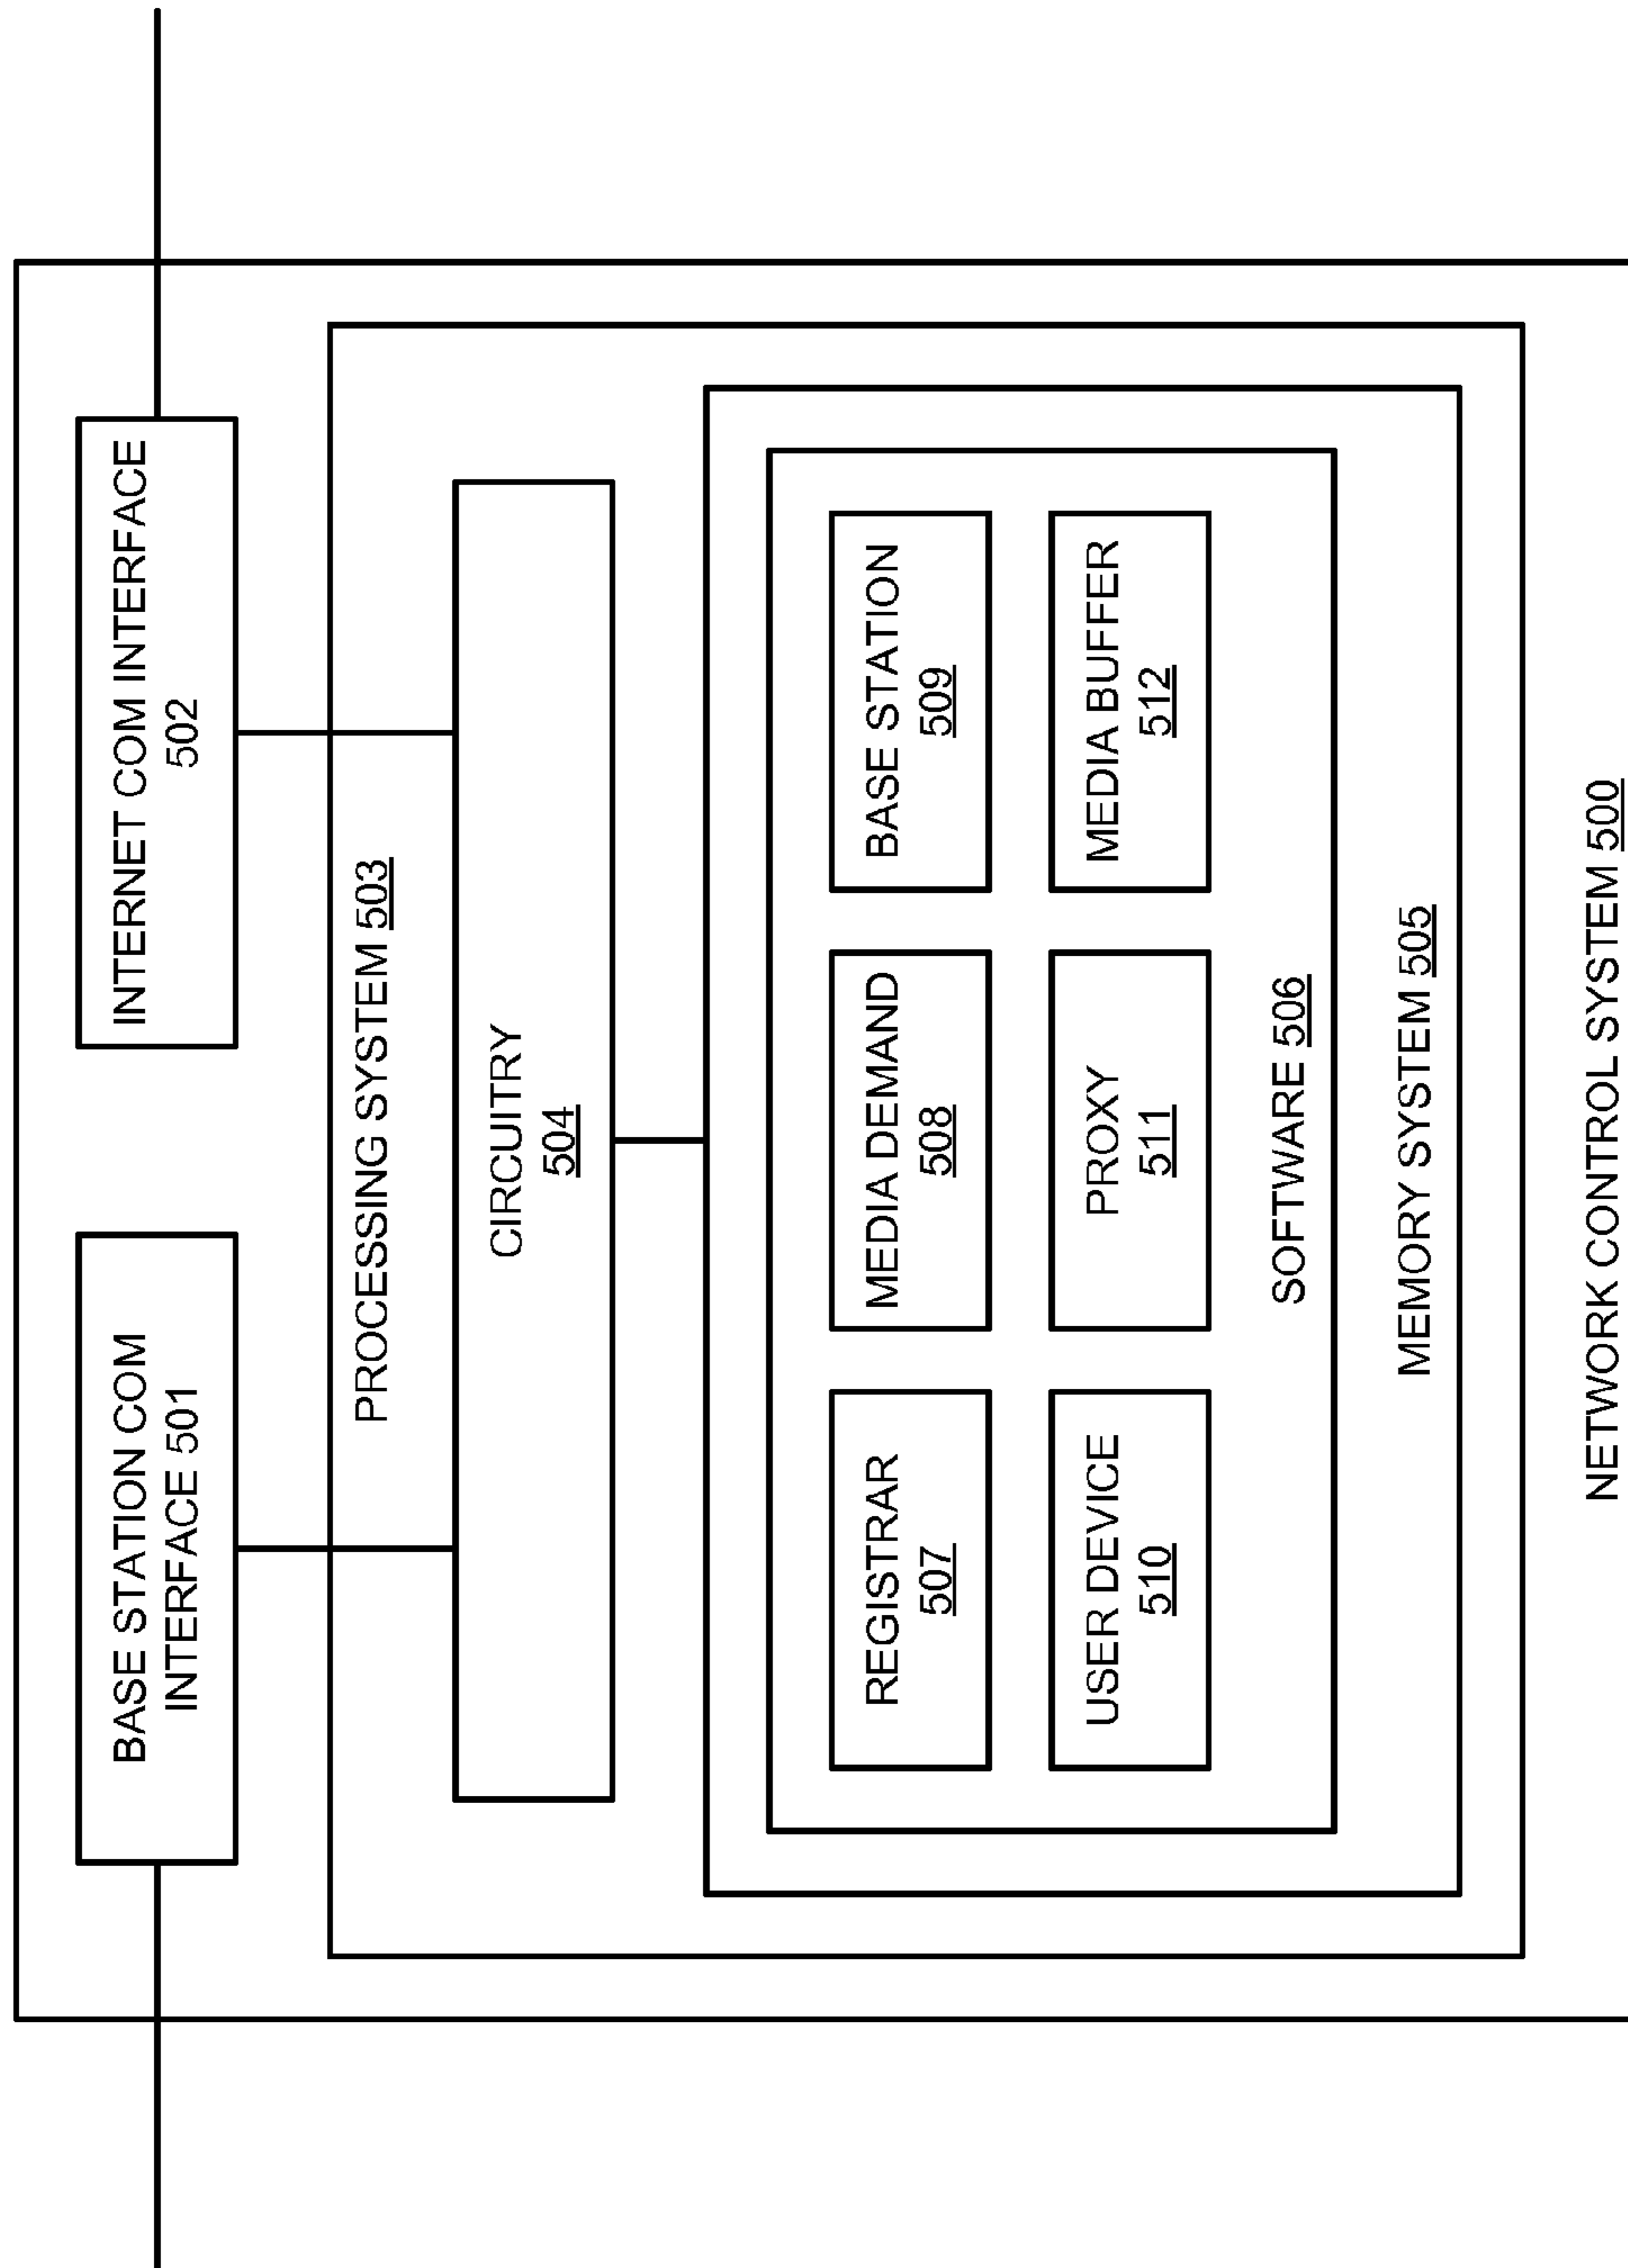 BASE STATION COM
INTERFACE 501
INTERNET COM INTERFACE
502
PROCESSING SYSTEM 503
CIRCUITRY
504
REGISTRAR
507
MEDIA DEMAND
508
BASE STATION
509
USER DEVICE
510
PROXY
511
MEDIA BUFFER
512
SOFTWARE 506
MEMORY SYSTEM 505
NETWORK CONTROL SYSTEM 500